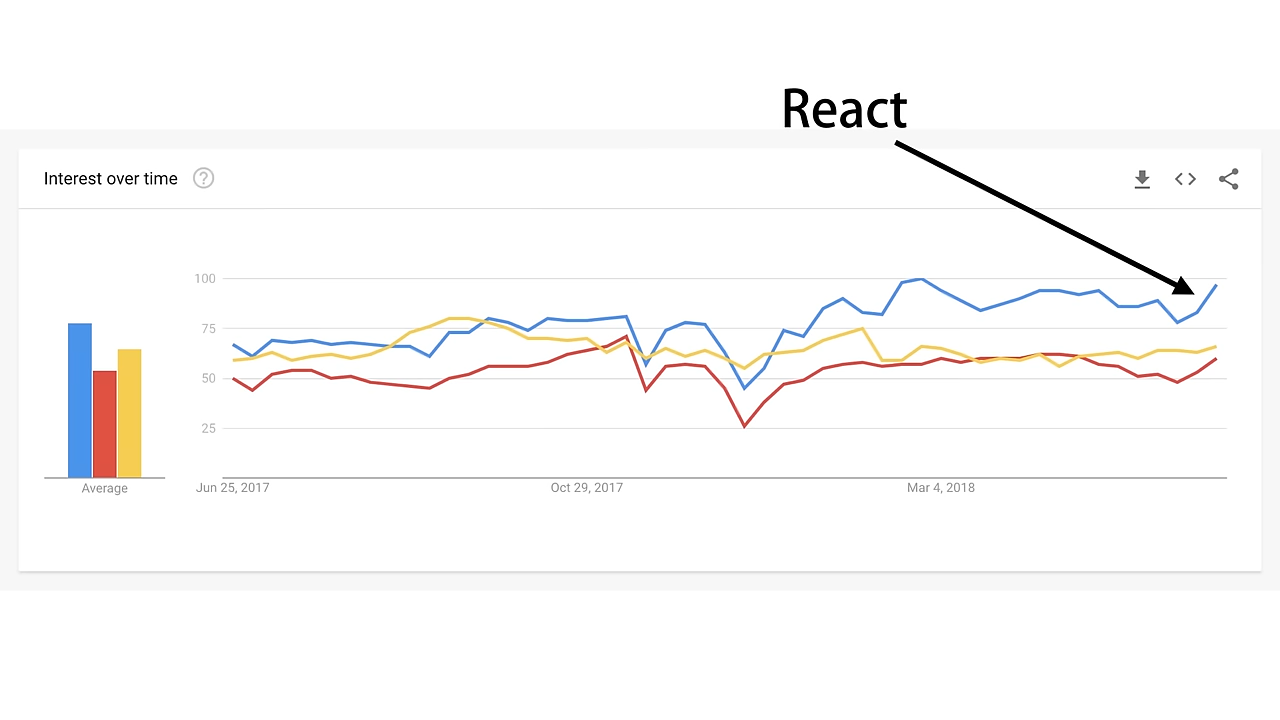 React
Interest over time ?
100
75
50
25
Average
Jun 25, 2017 Oct 29, 2017 Mar 4, 2018